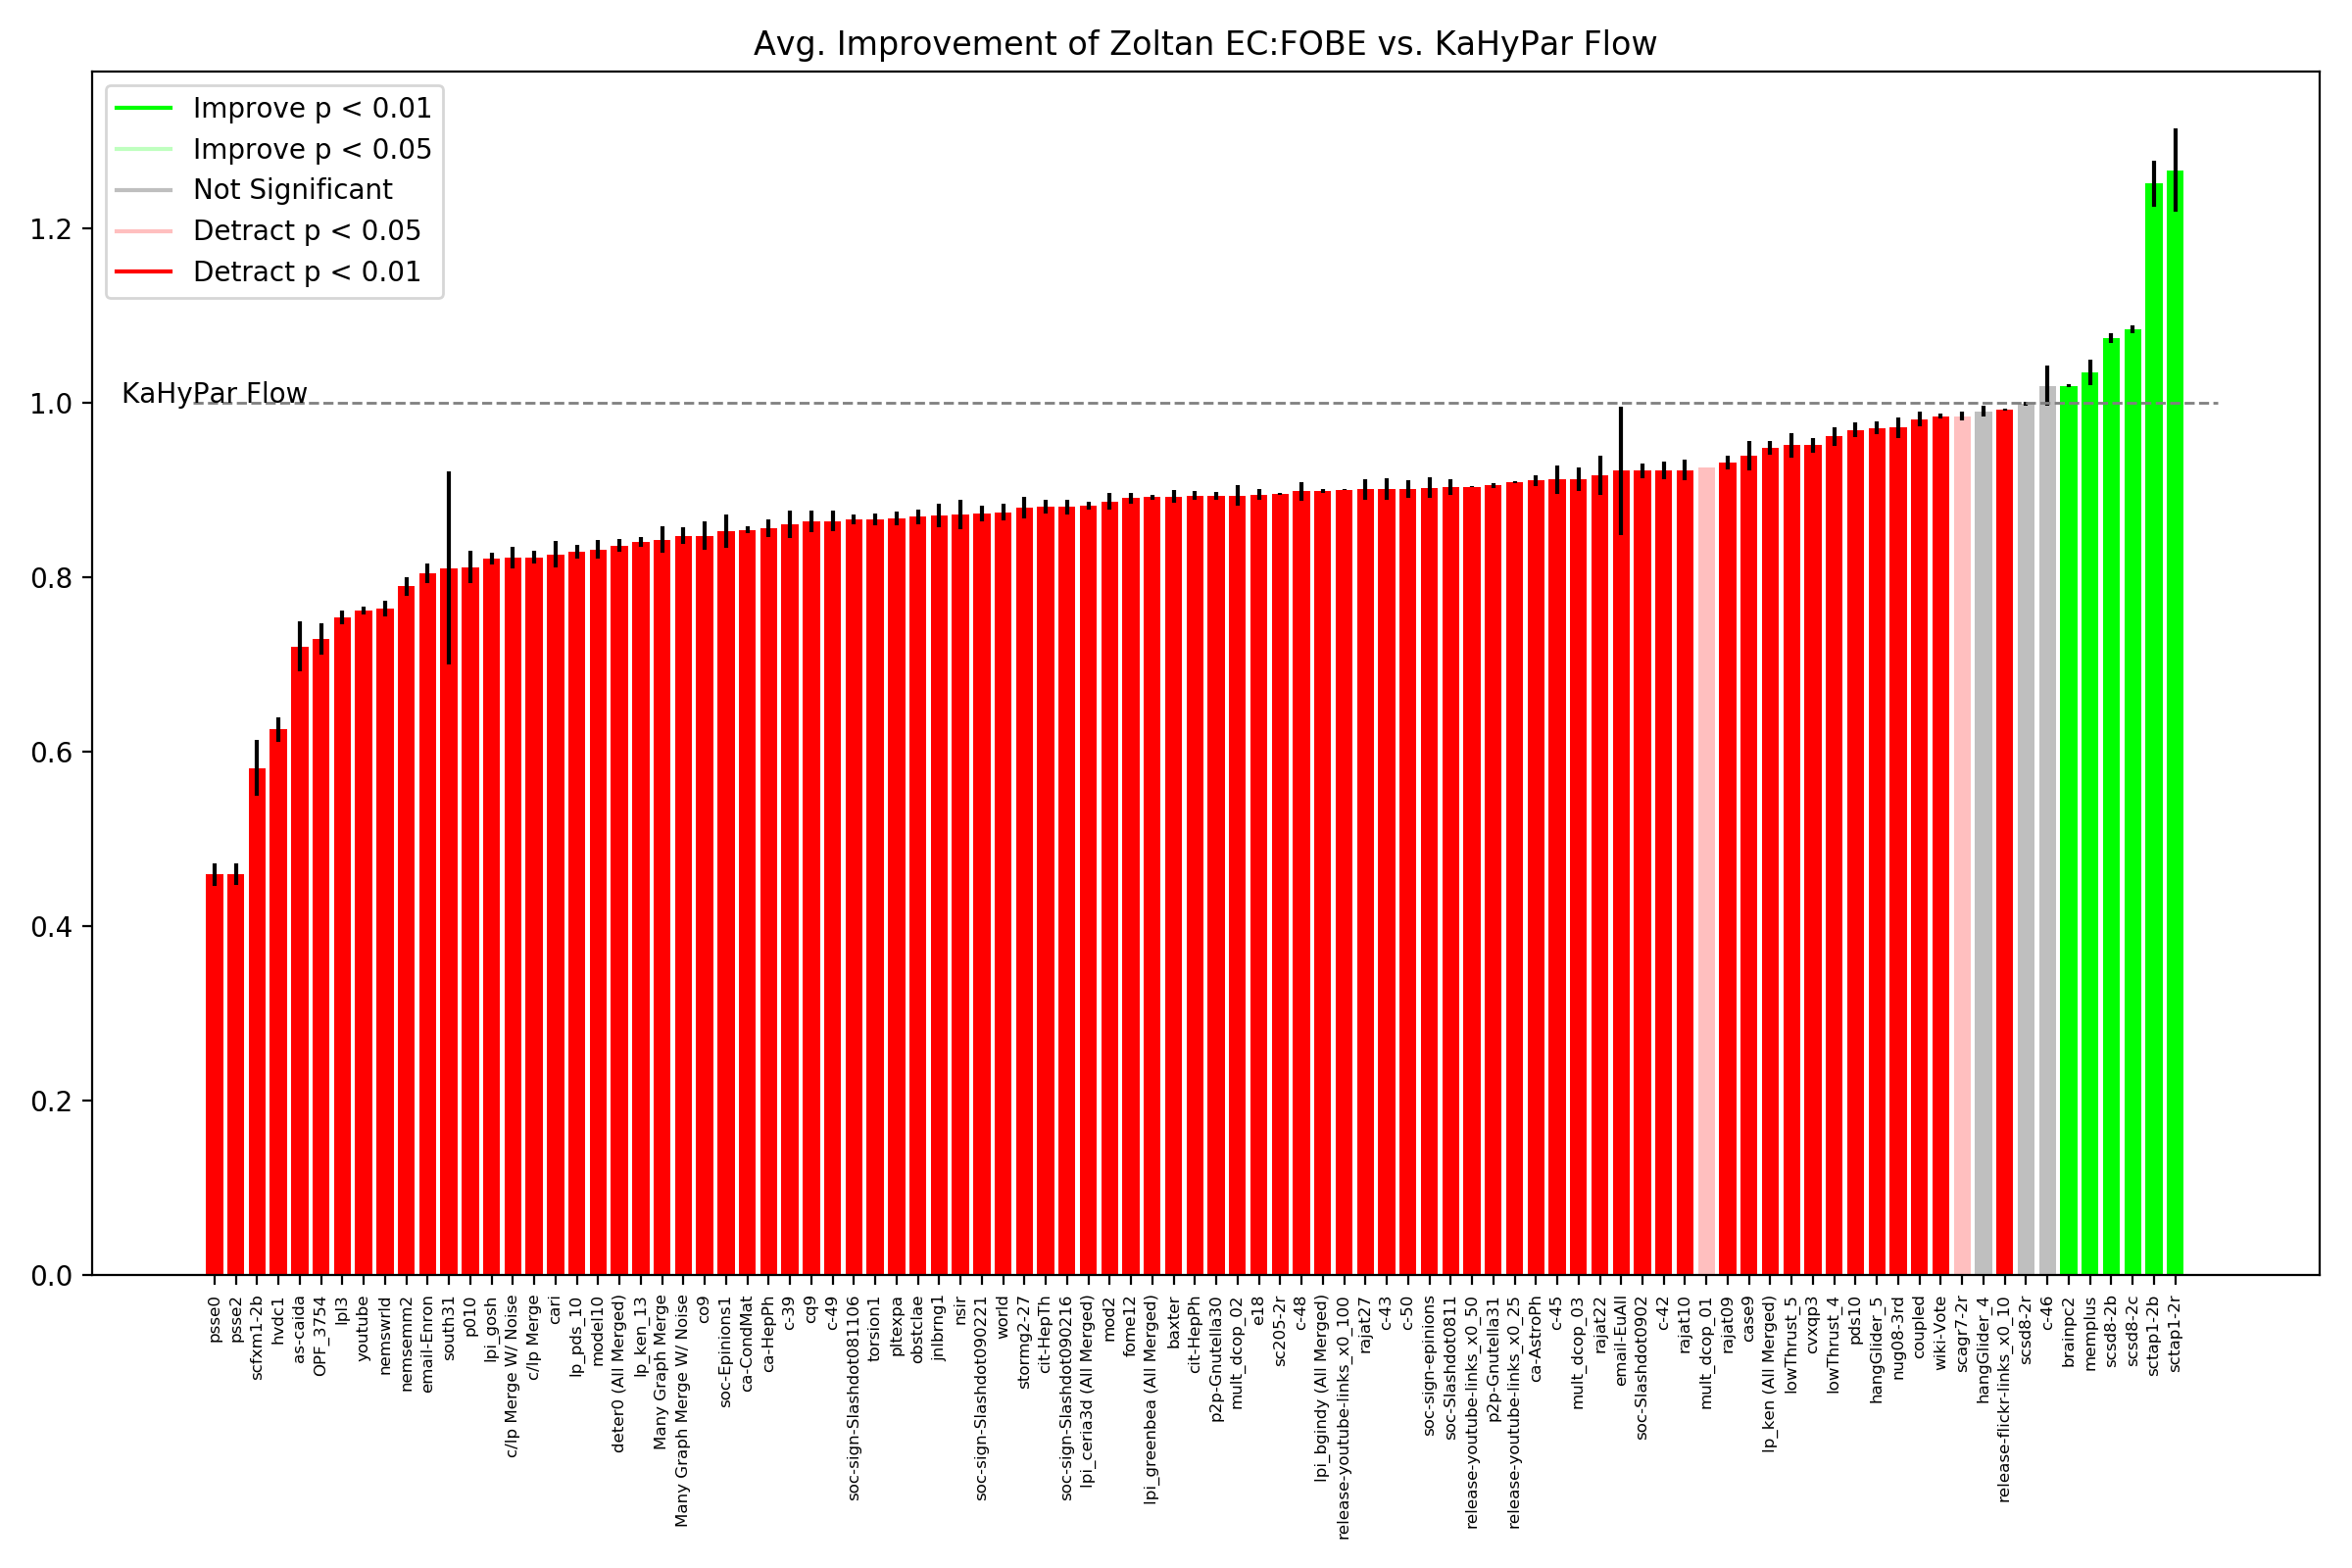 Avg. Improvement of Zoltan EC:FOBE vs. KaHyPar Flow
Improve p < 0.01
Improve p < 0.05
Not Significant
Detract p < 0.05
Detract p < 0.01
KaHyPar Flow
1.2
1.0
0.8
0.6
0.4
0.2
0.0
psse0
psse2
scfxm1-2b
hvdc1
as-caida
OPF_3754
lpl3
youtube
nemswrld
nemsemm2
email-Enron
south31
p010
lpi_gosh
c/lp Merge W/ Noise
c/lp Merge
cari
lp_pds_10
model10
deter0 (All Merged)
lp_ken_13
Many Graph Merge
Many Graph Merge W/ Noise
co9
soc-Epinions1
ca-CondMat
ca-HepPh
c-39
cq9
c-49
soc-sign-Slashdot081106
torsion1
pltexpa
obstclae
jnlbrng1
nsir
soc-sign-Slashdot090221
world
stormg2-27
cit-HepTh
soc-sign-Slashdot090216
lpi_ceria3d (All Merged)
mod2
fome12
lpi_greenbea (All Merged)
baxter
cit-HepPh
p2p-Gnutella30
mult_dcop_02
e18
sc205-2r
c-48
lpi_bgindy (All Merged)
release-youtube-links_x0_100
rajat27
c-43
c-50
soc-sign-epinions
soc-Slashdot0811
release-youtube-links_x0_50
p2p-Gnutella31
release-youtube-links_x0_25
ca-AstroPh
c-45
mult_dcop_03
rajat22
email-EuAll
soc-Slashdot0902
c-42
rajat10
mult_dcop_01
rajat09
case9
lp_ken (All Merged)
lowThrust_5
cvxqp3
lowThrust_4
pds10
hangGlider_5
nug08-3rd
coupled
wiki-Vote
scagr7-2r
hangGlider_4
release-flickr-links_x0_10
scsd8-2r
c-46
brainpc2
memplus
scsd8-2b
scsd8-2c
sctap1-2b
sctap1-2r